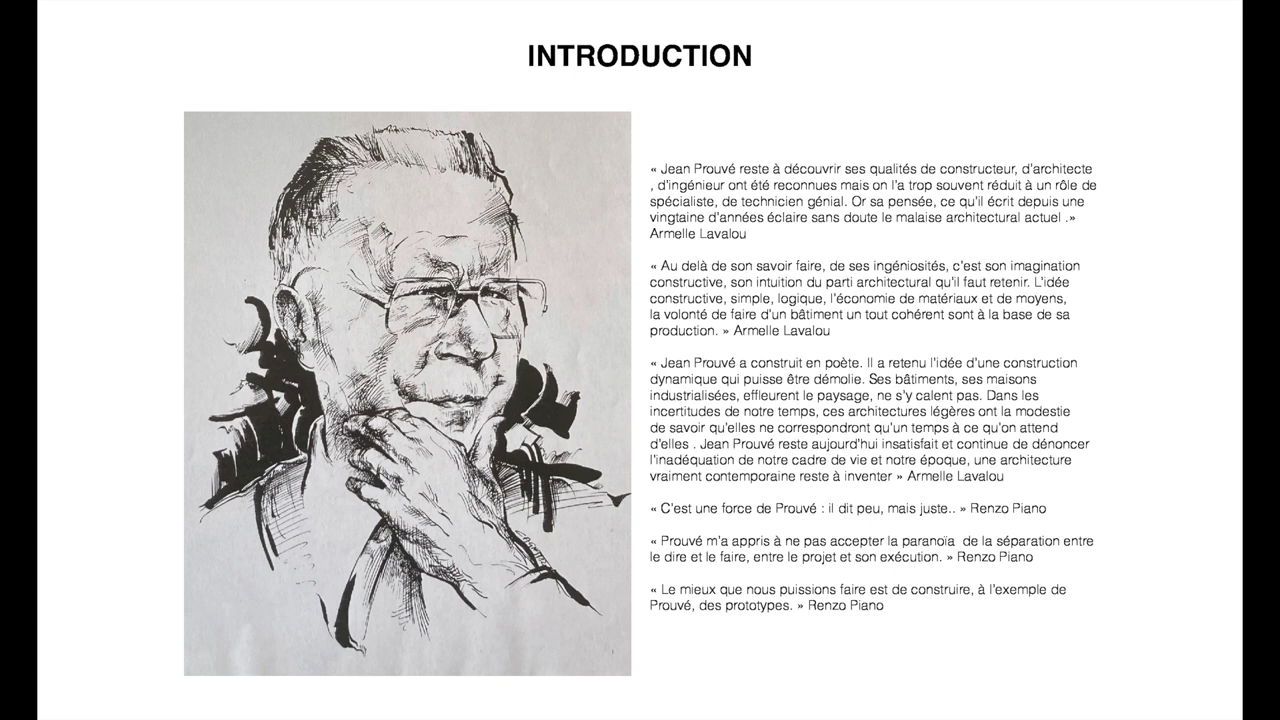 INTRODUCTION
« Jean Prouvé reste à découvrir ses qualités de constructeur, d'architecte
, d'ingénieur ont été reconnues mais on l'a trop souvent réduit à un rôle de
spécialiste, de technicien génial. Or sa pensée, ce qu'il écrit depuis une
vingtaine d'années éclaire sans doute le malaise architectural actuel .»
Armelle Lavalou
« Au delà de son savoir faire, de ses ingéniosités, c'est son imagination
constructive, son intuition du parti architectural qu'il faut retenir. L'idée
constructive, simple, logique, l'économie de matériaux et de moyens,
la volonté de faire d'un bâtiment un tout cohérent sont à la base de sa
production. » Armelle Lavalou
« Jean Prouvé a construit en poète. Il a retenu l'idée d'une construction
dynamique qui puisse être démolie. Ses bâtiments, ses maisons
industrialisées, effleurent le paysage, ne s'y calent pas. Dans les
incertitudes de notre temps, ces architectures légères ont la modestie
de savoir qu'elles ne correspondront qu'un temps à ce qu'on attend
d'elles . Jean Prouvé reste aujourd'hui insatisfait et continue de dénoncer
l'inadéquation de notre cadre de vie et notre époque, une architecture
vraiment contemporaine reste à inventer » Armelle Lavalou
« C'est une force de Prouvé : il dit peu, mais juste.. » Renzo Piano
« Prouvé m'a appris à ne pas accepter la paranoïa  de la séparation entre
le dire et le faire, entre le projet et son exécution. » Renzo Piano
« Le mieux que nous puissions faire est de construire, à l'exemple de
Prouvé, des prototypes. » Renzo Piano